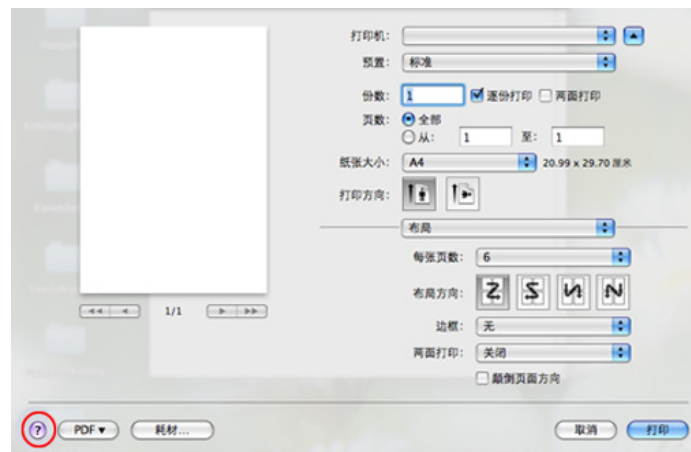 打印机:
预置: 标准
份数: 1 逐份打印 两面打印
页数: 全部
从: 1 至: 1
纸张大小: A4 20.99 x 29.70 厘米
打印方向:
布局
每张页数: 6
布局方向:
1/1
边框: 无
两面打印: 关闭
颠倒页面方向
? PDF 耗材... 取消 打印